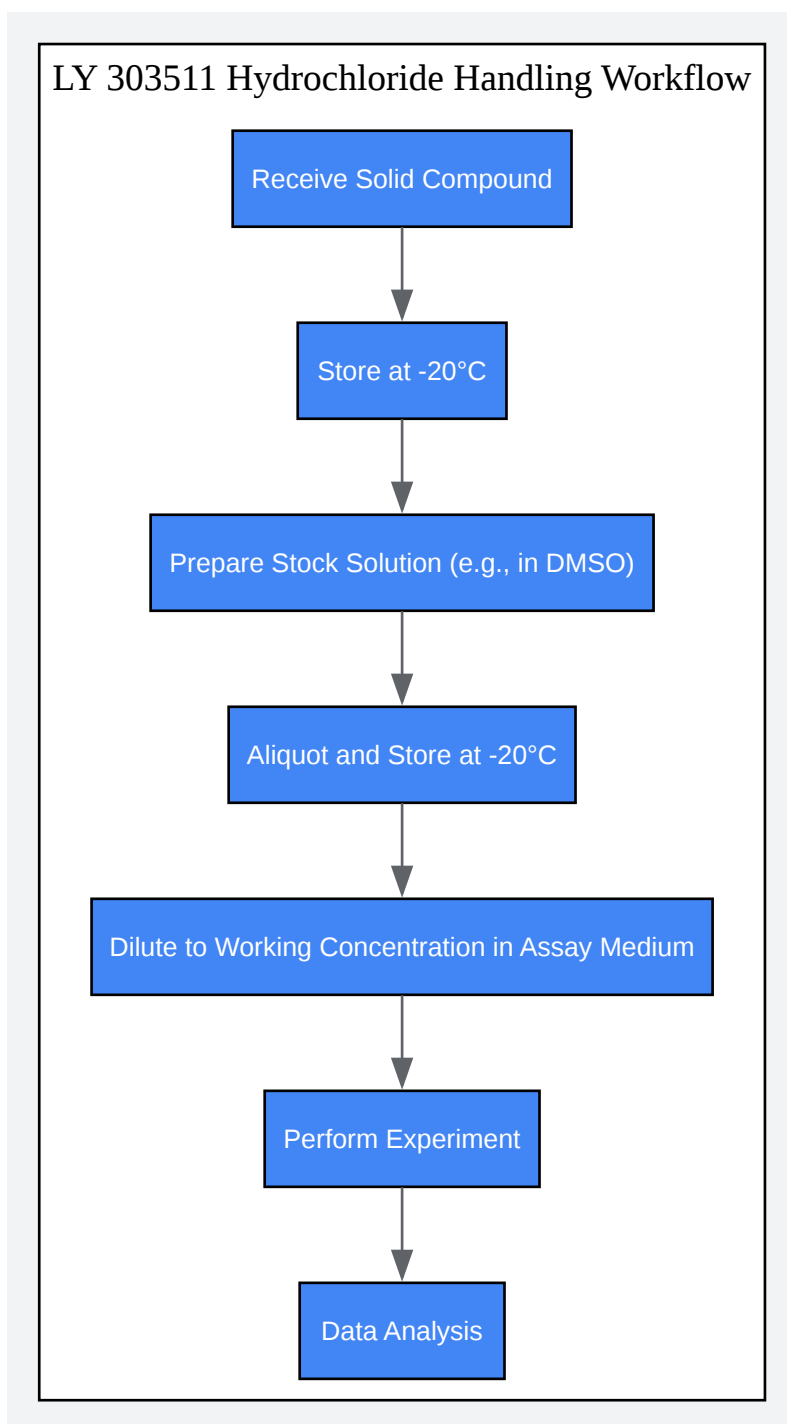 LY 303511 Hydrochloride Handling Workflow
Receive Solid Compound
Store at -20°C
Prepare Stock Solution (e.g., in DMSO)
Aliquot and Store at -20°C
Dilute to Working Concentration in Assay Medium
Perform Experiment
Data Analysis